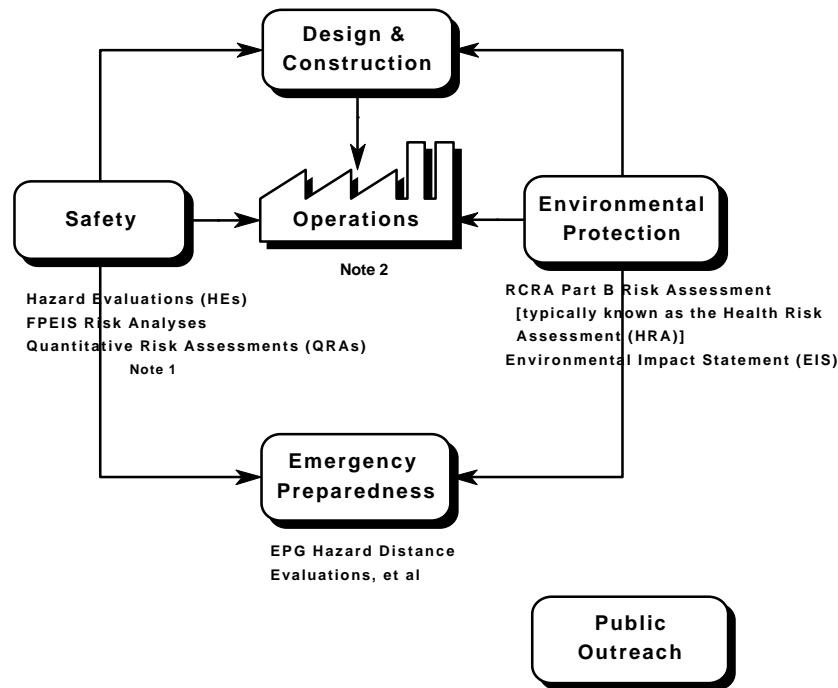 Design &
Construction
Safety
Operations
Environmental
Protection
Note 2
Hazard Evaluations (HEs)
FPEIS Risk Analyses
Quantitative Risk Assessments (QRAs)
Note 1
RCRA Part B Risk Assessment
[typically known as the Health Risk
Assessment (HRA)]
Environmental Impact Statement (EIS)
Emergency
Preparedness
EPG Hazard Distance
Evaluations, et al
Public
Outreach